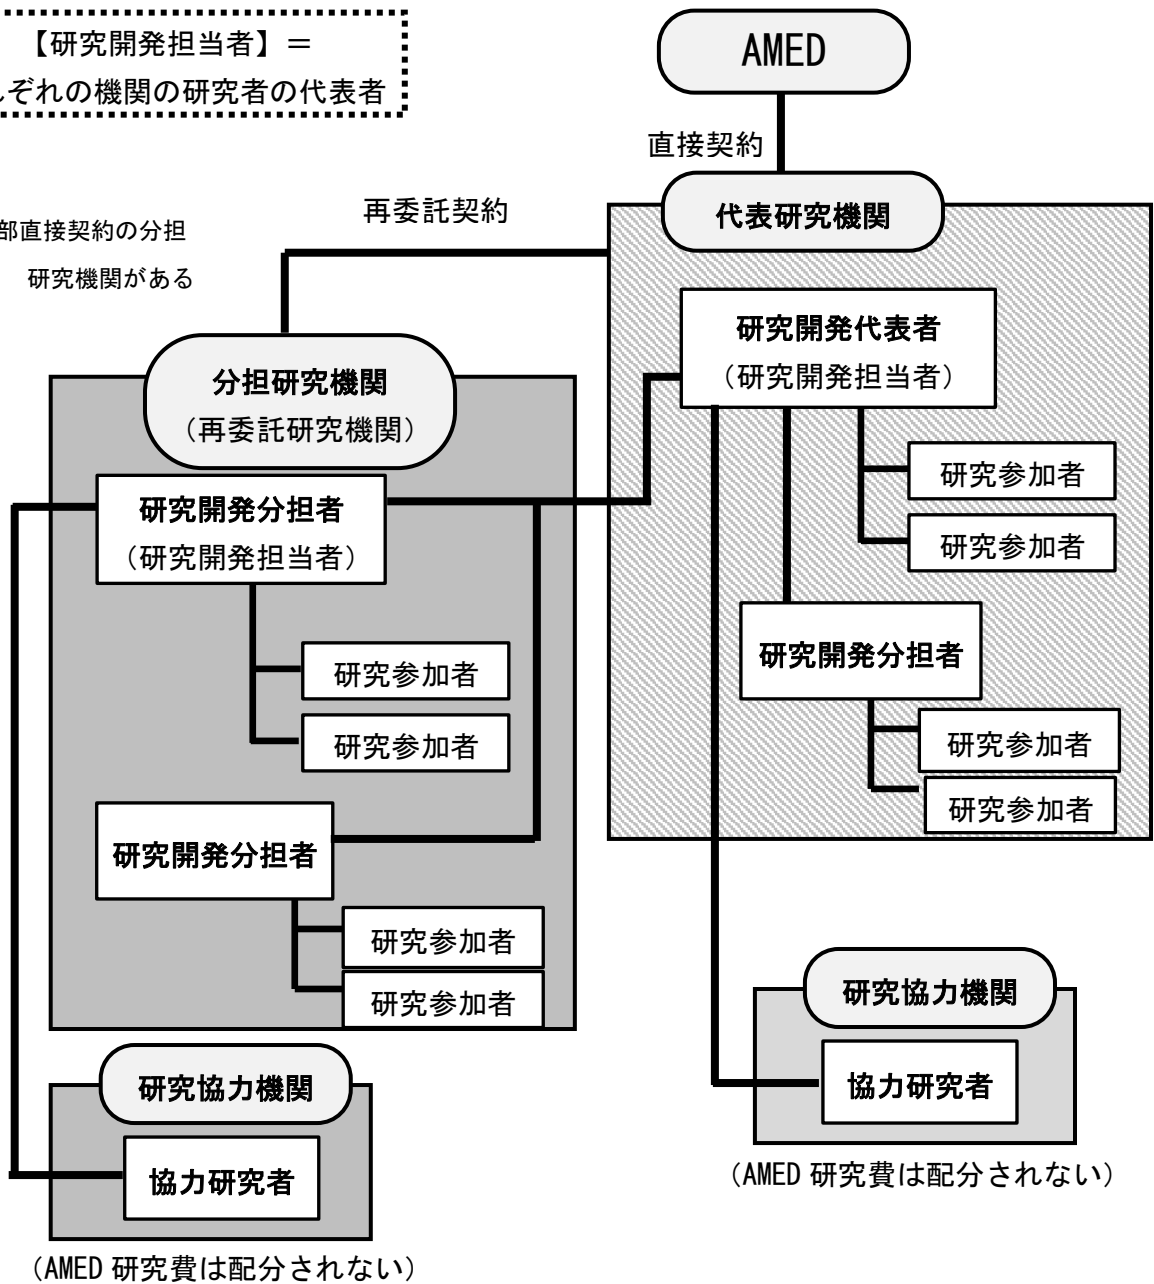 【研究開発担当者】＝
ぞれの機関の研究者の代表者
AMED
直接契約
再委託契約
部直接契約の分担
研究機関がある
代表研究機関
研究開発代表者
（研究開発担当者）
研究参加者
研究参加者
研究開発分担者
研究参加者
研究参加者
分担研究機関
（再委託研究機関）
研究開発分担者
（研究開発担当者）
研究参加者
研究参加者
研究開発分担者
研究参加者
研究参加者
研究協力機関
協力研究者
（AMED 研究費は配分されない）
研究協力機関
協力研究者
（AMED 研究費は配分されない）